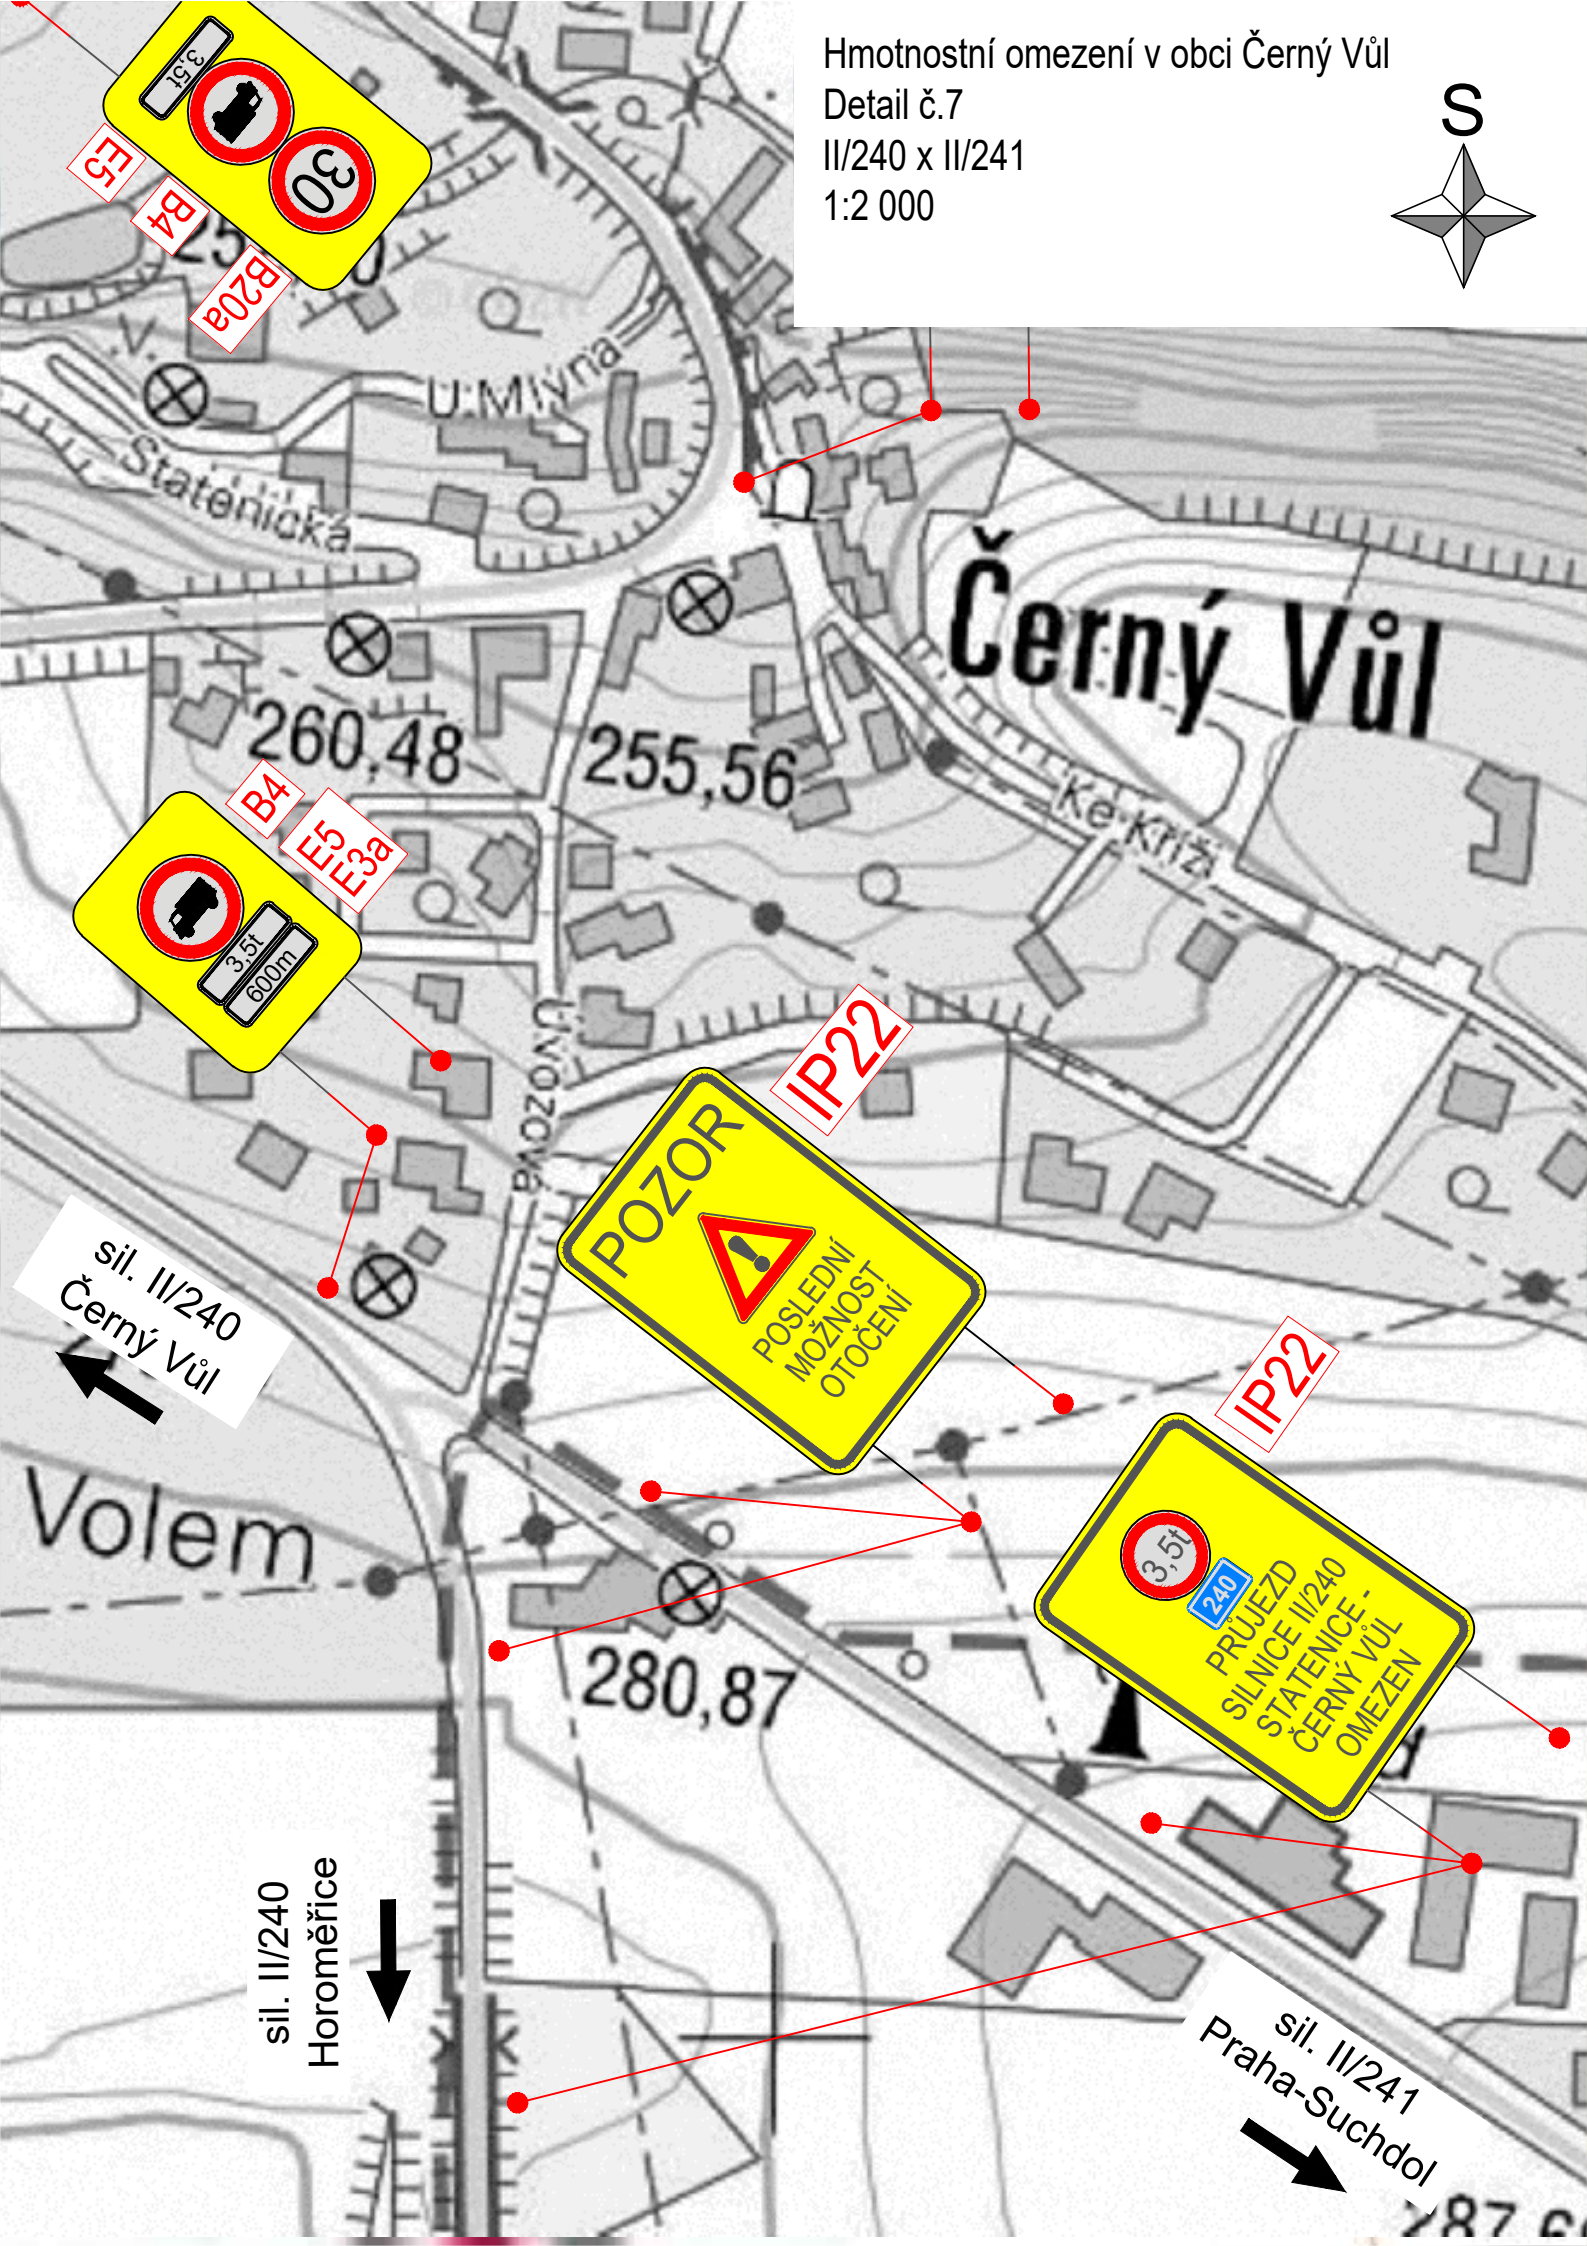 Hmotnostní omezení v obci Černý Vůl
Detail č.7
II/240 x II/241
1:2 000
S
3,5t
30
E5
B4
B20a
U Mlýna
Statenická
Černý Vůl
260,48
255,56
Ke Kříži
B4
E5
E3a
3,5t
600m
Úvozová
IP22
POZOR
POSLEDNÍ
MOŽNOST
OTOČENÍ
sil. II/240
Černý Vůl
IP22
3,5t
240
PRŮJEZD
SILNICE II/240
STATENICE -
ČERNÝ VŮL
OMEZEN
Volem
280,87
sil. II/240
Horoměřice
sil. II/241
Praha-Suchdol